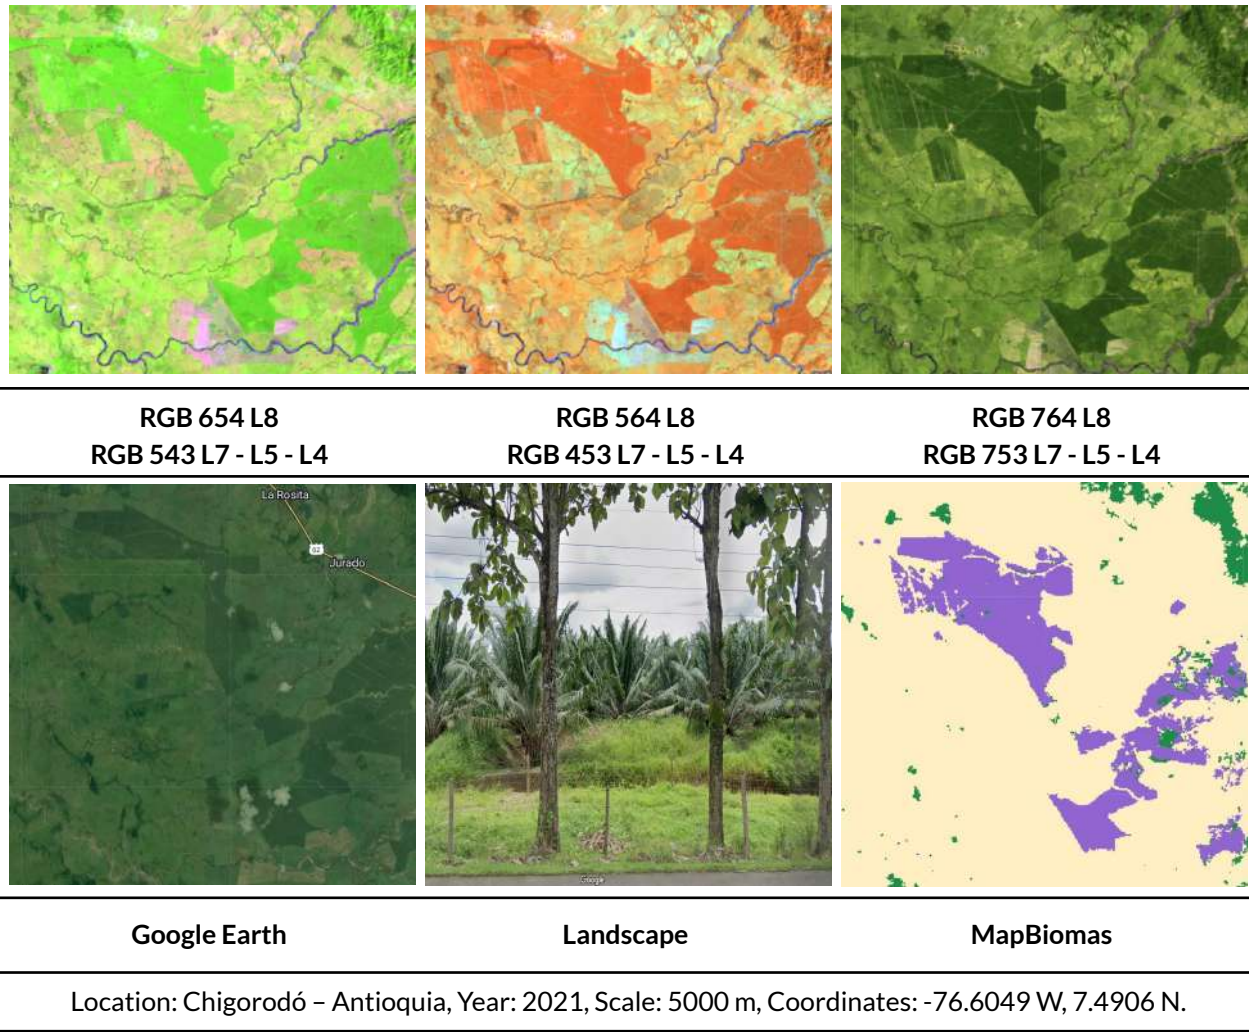 RGB 654 L8
RGB 543 L7 - L5 - L4
RGB 564 L8
RGB 453 L7 - L5 - L4
RGB 764 L8
RGB 753 L7 - L5 - L4
La Rosita
62
Jurado
Google
Google Earth
Landscape
MapBiomas
Location: Chigorodó – Antioquia, Year: 2021, Scale: 5000 m, Coordinates: -76.6049 W, 7.4906 N.